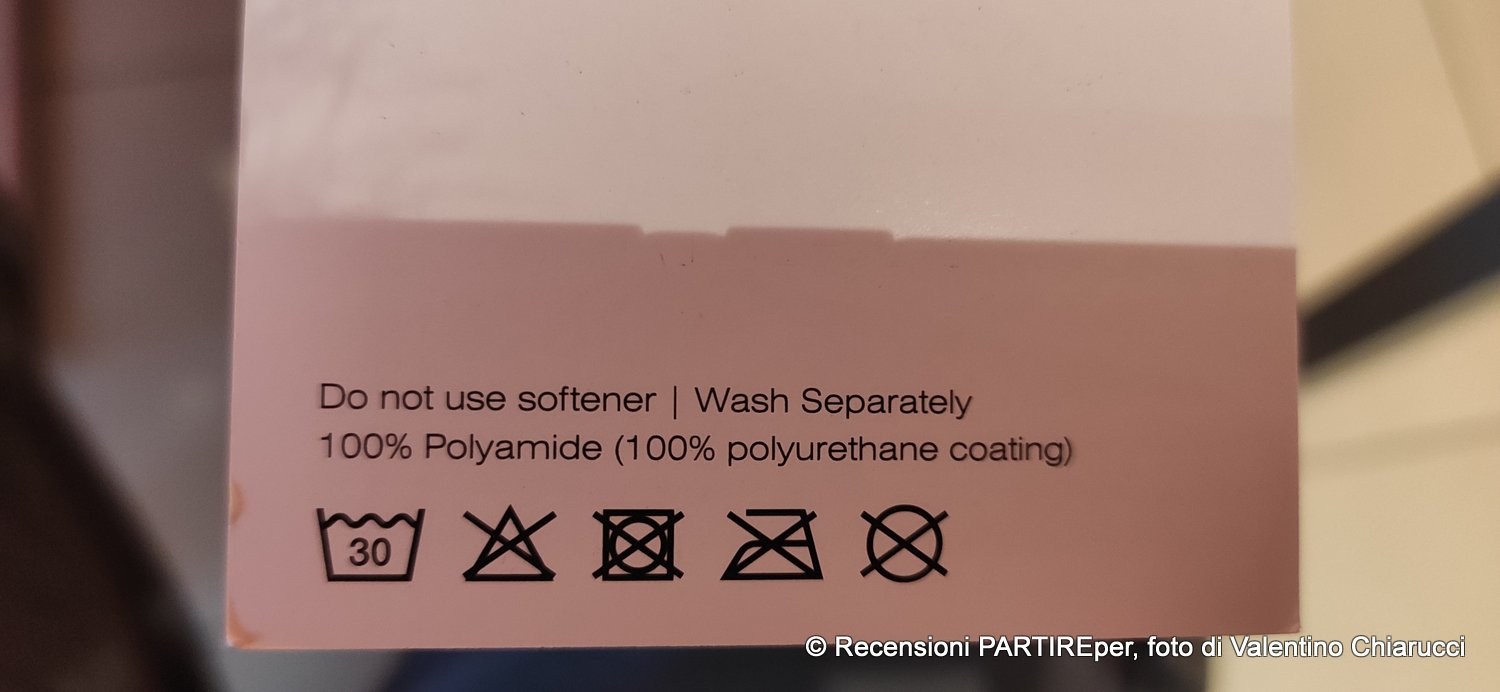 Do not use softener | Wash Separately
100% Polyamide (100% polyurethane coating)
30
© Recensioni PARTIREper, foto di Valentino Chiarucci